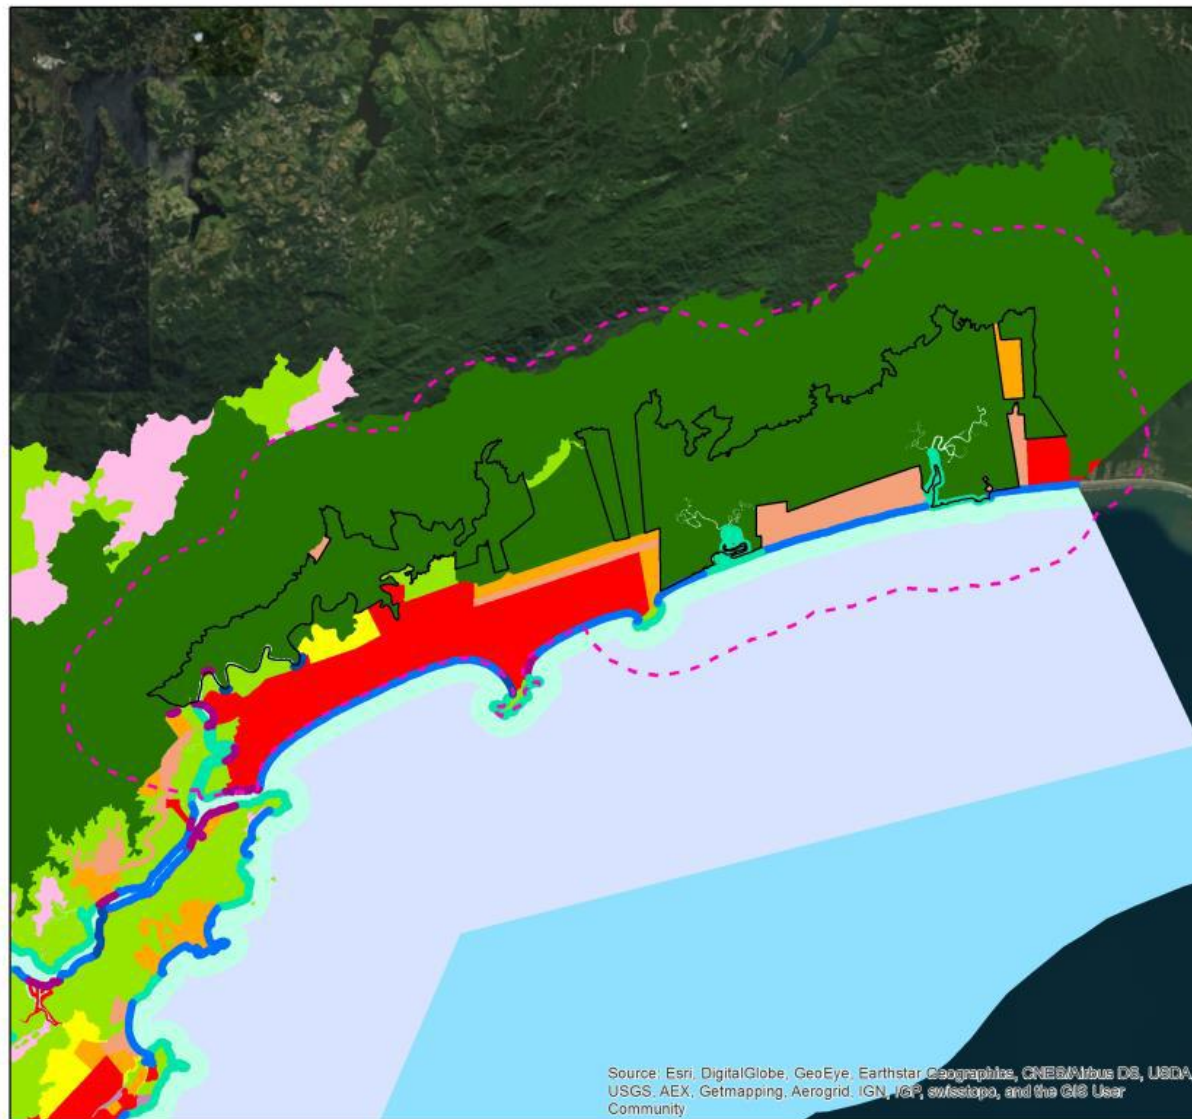 Source: Esri, DigitalGlobe, GeoEye, Earthstar Geographics, CNES/Airbus DS, USDA,
USGS, AEX, Getmapping, Aerogrid, IGN, IGP, swisstopo, and the GIS User
Community